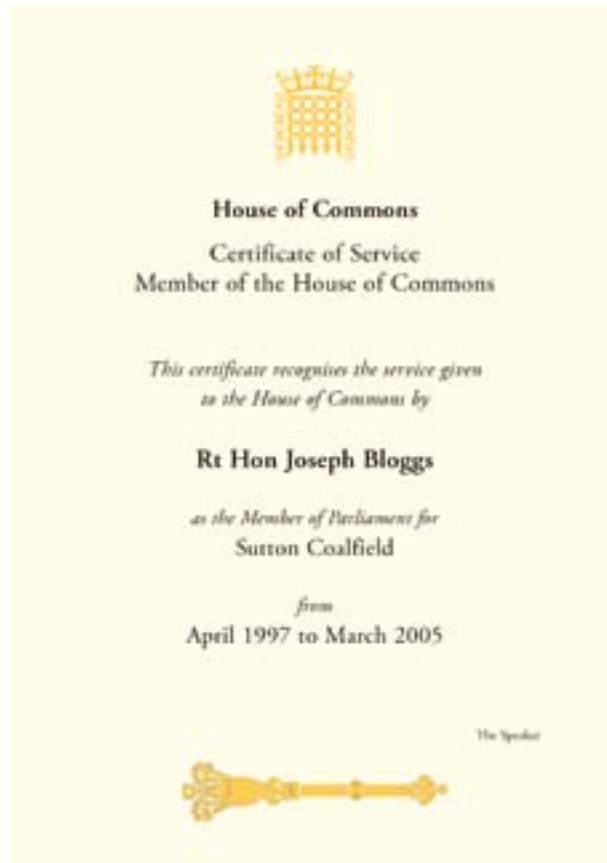 House of Commons
Certificate of Service
Member of the House of Commons
This certificate recognises the service given
to the House of Commons by
Rt Hon Joseph Bloggs
as the Member of Parliament for
Sutton Coalfield
from
April 1997 to March 2005
The Speaker